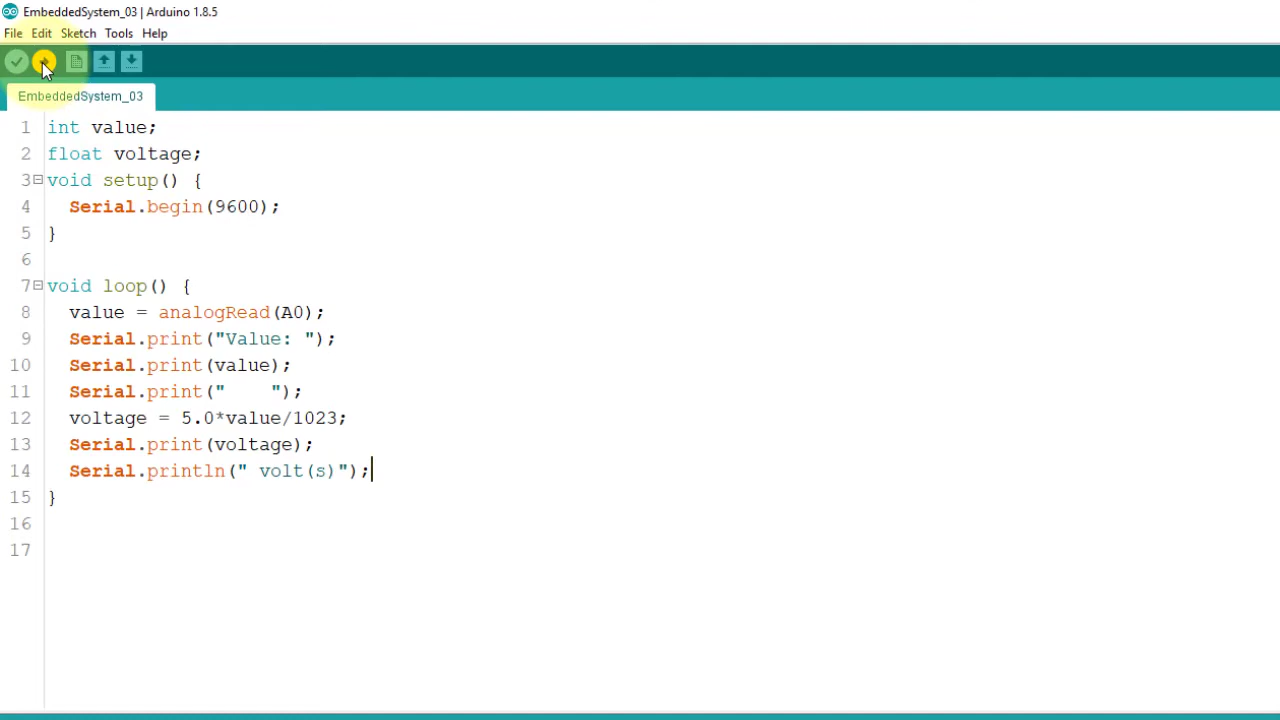 EmbeddedSystem_03 | Arduino 1.8.5
File Edit Sketch Tools Help
EmbeddedSystem_03
1 int value;
2 float voltage;
3 void setup() {
4   Serial.begin(9600);
5 }
6
7 void loop() {
8   value = analogRead(A0);
9   Serial.print("Value: ");
10   Serial.print(value);
11   Serial.print("    ");
12   voltage = 5.0*value/1023;
13   Serial.print(voltage);
14   Serial.println(" volt(s)");
15 }
16
17